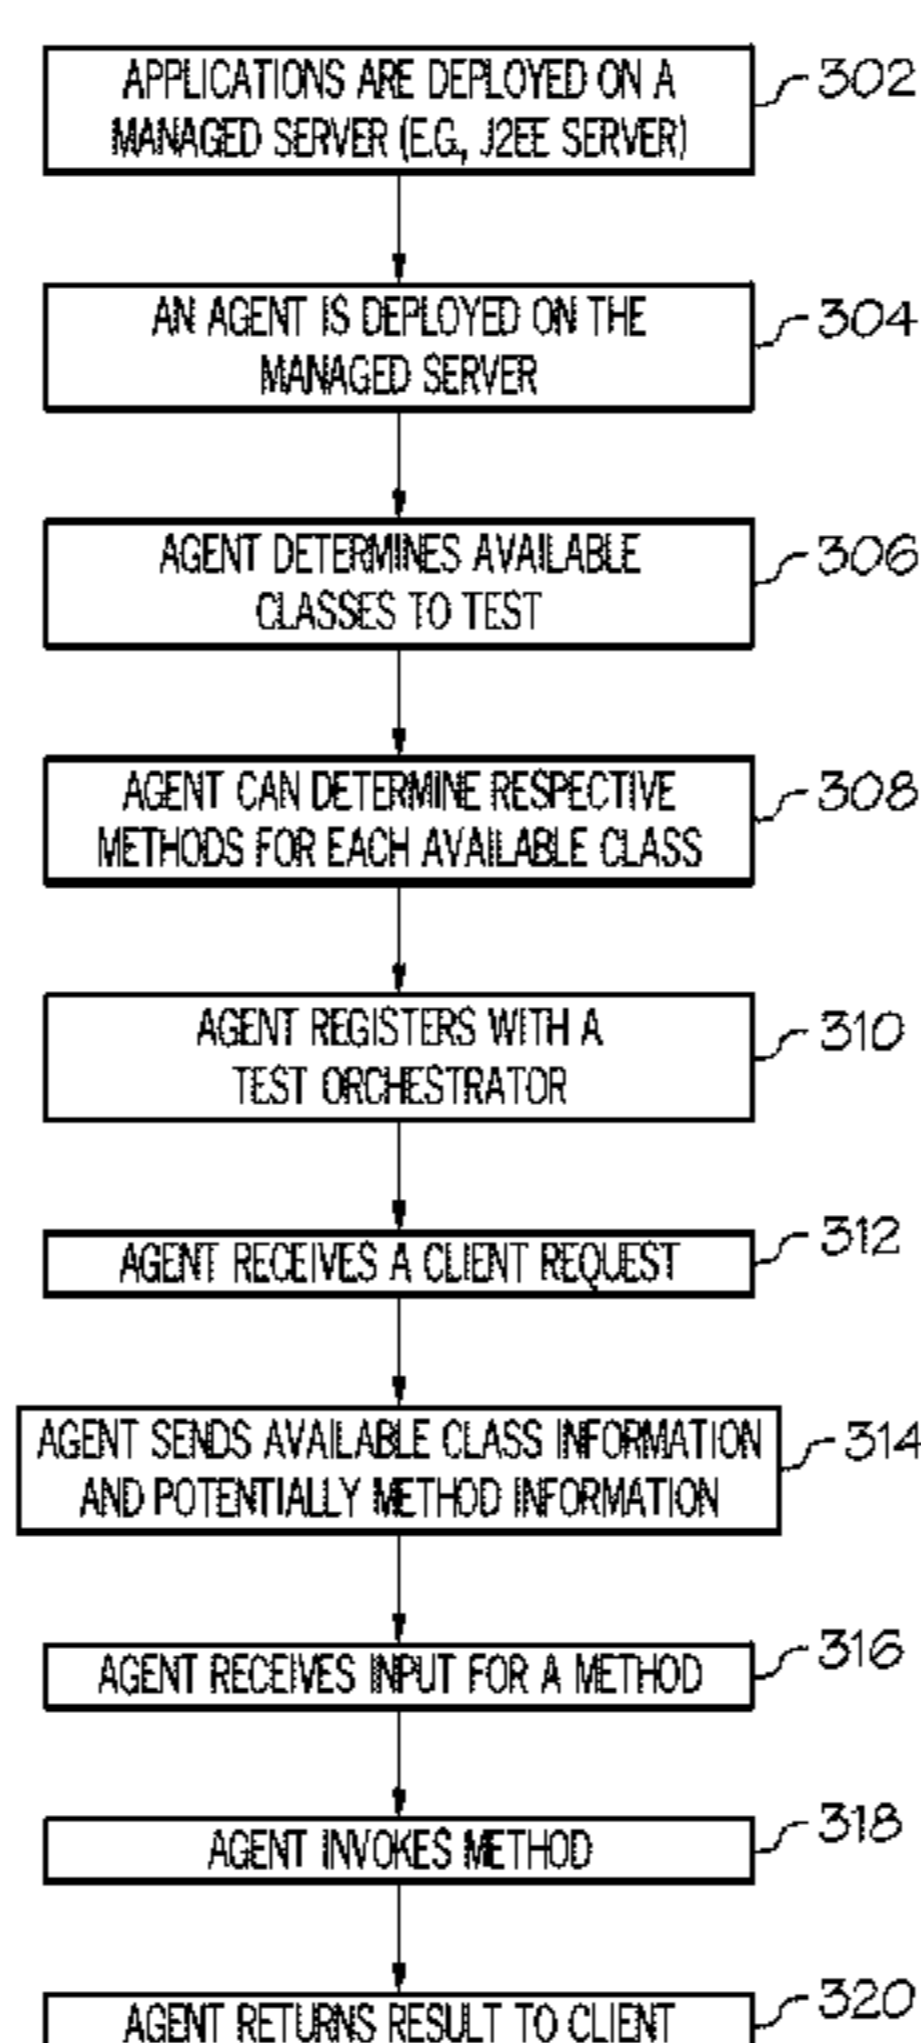 APPLICATIONS ARE DEPLOYED ON A
MANAGED SERVER (E.G., J2EE SERVER)
302
AN AGENT IS DEPLOYED ON THE
MANAGED SERVER
304
AGENT DETERMINES AVAILABLE
CLASSES TO TEST
306
AGENT CAN DETERMINE RESPECTIVE
METHODS FOR EACH AVAILABLE CLASS
308
AGENT REGISTERS WITH A
TEST ORCHESTRATOR
310
AGENT RECEIVES A CLIENT REQUEST
312
AGENT SENDS AVAILABLE CLASS INFORMATION
AND POTENTIALLY METHOD INFORMATION
314
AGENT RECEIVES INPUT FOR A METHOD
316
AGENT INVOKES METHOD
318
AGENT RETURNS RESULT TO CLIENT
320